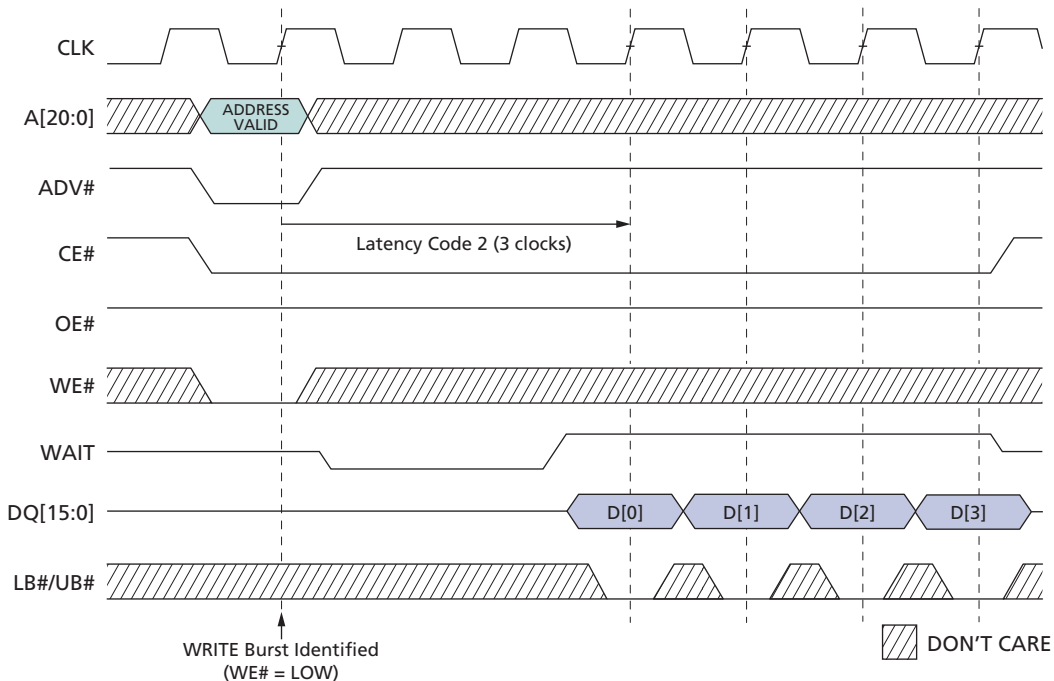 CLK
A[20:0]
ADDRESS
VALID
ADV#
Latency Code 2 (3 clocks)
CE#
OE#
WE#
WAIT
DQ[15:0]
D[0]
D[1]
D[2]
D[3]
LB#/UB#
WRITE Burst Identified
(WE# = LOW)
DON'T CARE